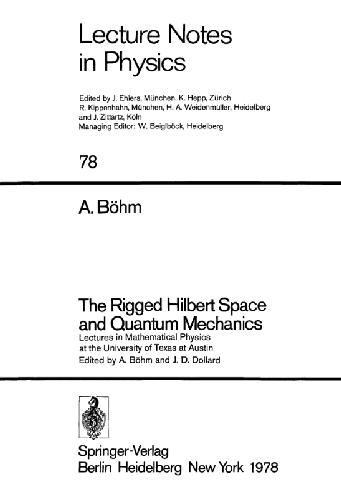 Lecture Notes
in Physics
Edited by J. Ehlers, München, K. Hepp, Zürich
R. Kippenhahn, München, H. A. Weidenmüller, Heidelberg
and J. Zittartz, Köln
Managing Editor: W. Beiglböck, Heidelberg
78
A. Böhm
The Rigged Hilbert Space
and Quantum Mechanics
Lectures in Mathematical Physics
at the University of Texas at Austin
Edited by A. Böhm and J. D. Dollard
Springer-Verlag
Berlin Heidelberg New York 1978